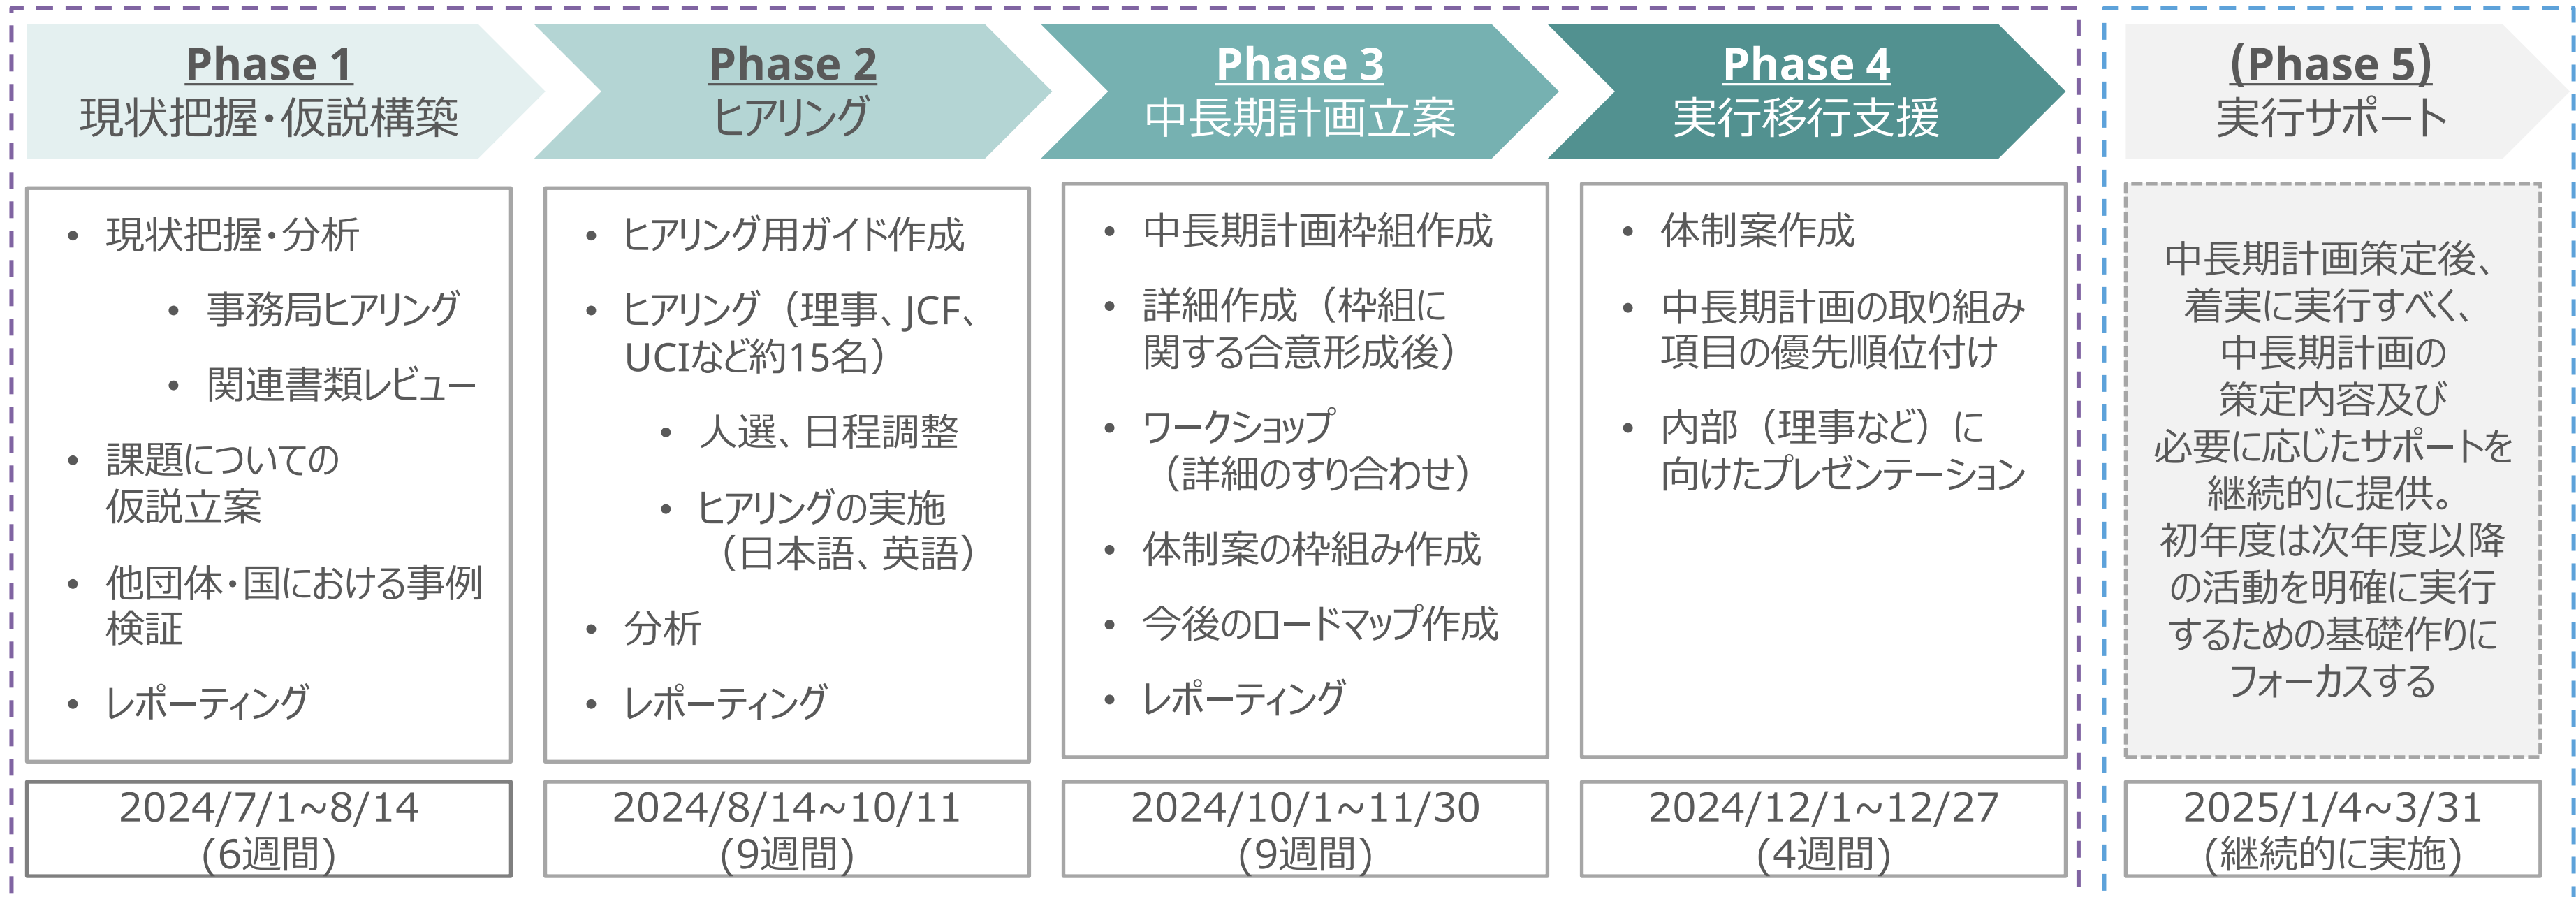 Phase 1
現状把握・仮説構築
• 現状把握・分析
• 事務局ヒアリング
• 関連書類レビュー
• 課題についての
仮説立案
• 他団体・国における事例
検証
• レポーティング
2024/7/1~8/14
(6週間)
Phase 2
ヒアリング
• ヒアリング用ガイド作成
• ヒアリング（理事、JCF、
UCIなど約15名）
• 人選、日程調整
• ヒアリングの実施
（日本語、英語）
• 分析
• レポーティング
2024/8/14~10/11
(9週間)
Phase 3
中長期計画立案
• 中長期計画枠組作成
• 詳細作成（枠組に
関する合意形成後）
• ワークショップ
（詳細のすり合わせ）
• 体制案の枠組み作成
• 今後のロードマップ作成
• レポーティング
2024/10/1~11/30
(9週間)
Phase 4
実行移行支援
• 体制案作成
• 中長期計画の取り組み
項目の優先順位付け
• 内部（理事など）に
向けたプレゼンテーション
2024/12/1~12/27
(4週間)
(Phase 5)
実行サポート
中長期計画策定後、
着実に実行すべく、
中長期計画の
策定内容及び
必要に応じたサポートを
継続的に提供。
初年度は次年度以降
の活動を明確に実行
するための基礎作りに
フォーカスする
2025/1/4~3/31
(継続的に実施)